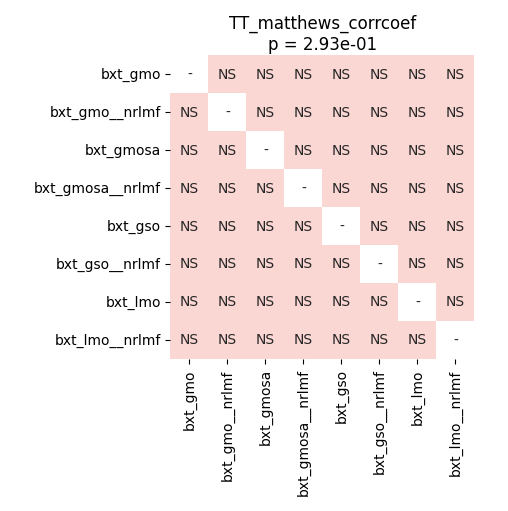 TT_matthews_corrcoef
p = 2.93e-01
bxt_gmo - NS NS NS NS NS NS NS
bxt_gmo__nrlmf NS - NS NS NS NS NS NS
bxt_gmosa NS NS - NS NS NS NS NS
bxt_gmosa__nrlmf NS NS NS - NS NS NS NS
bxt_gso NS NS NS NS - NS NS NS
bxt_gso__nrlmf NS NS NS NS NS - NS NS
bxt_lmo NS NS NS NS NS NS - NS
bxt_lmo__nrlmf NS NS NS NS NS NS NS -
bxt_gmo
bxt_gmo__nrlmf
bxt_gmosa
bxt_gmosa__nrlmf
bxt_gso
bxt_gso__nrlmf
bxt_lmo
bxt_lmo__nrlmf